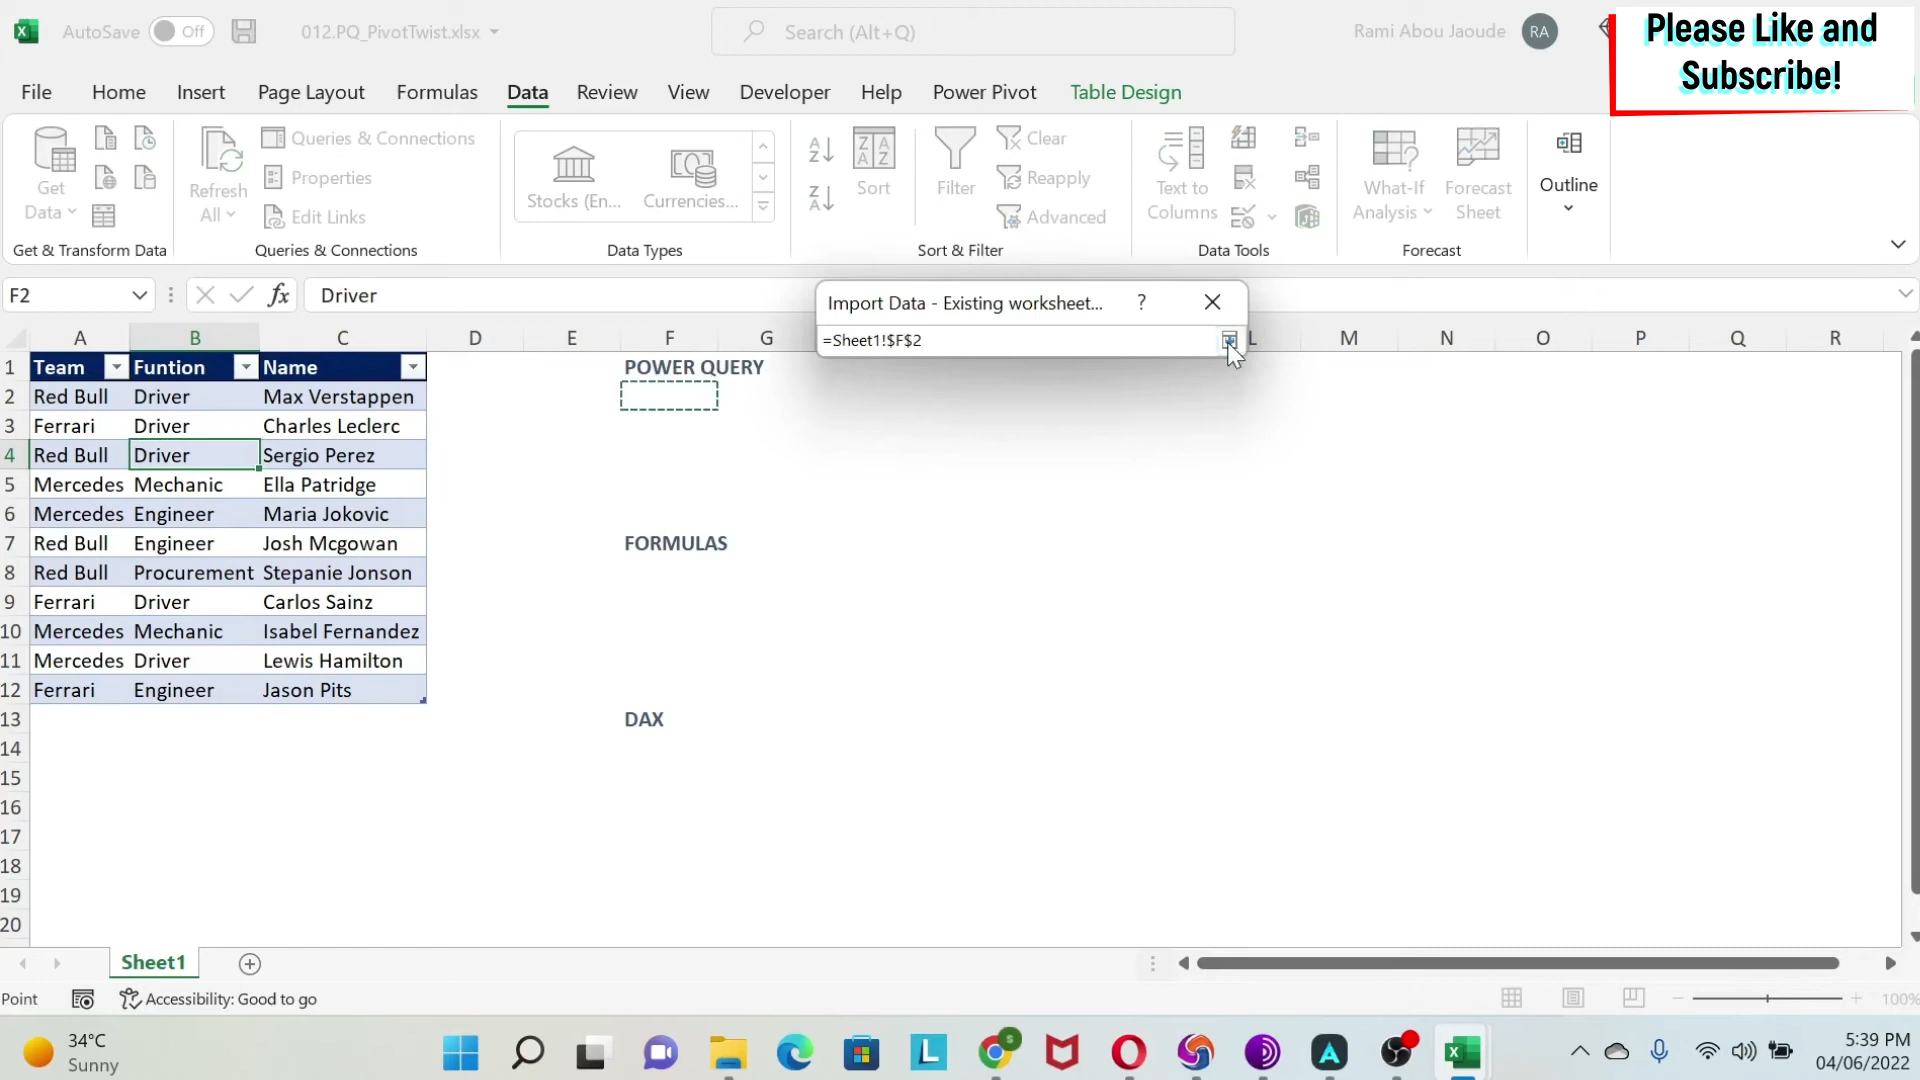 AutoSave Off 012.PQ_PivotTwist.xlsx Search (Alt+Q) Rami Abou Jaoude RA
Please Like and
Subscribe!
File Home Insert Page Layout Formulas Data Review View Developer Help Power Pivot Table Design
Get
Data
Refresh
All
Queries & Connections
Properties
Edit Links
Stocks (En... Currencies...
Sort
Filter
Clear
Reapply
Advanced
Text to
Columns
What-If
Analysis
Forecast
Sheet
Outline
Get & Transform Data Queries & Connections Data Types Sort & Filter Data Tools Forecast
F2 fx Driver
Import Data - Existing worksheet... ?
=Sheet1!$F$2
A B C D E F G L M N O P Q R
1 Team Funtion Name POWER QUERY
2 Red Bull Driver Max Verstappen
3 Ferrari Driver Charles Leclerc
4 Red Bull Driver Sergio Perez
5 Mercedes Mechanic Ella Patridge
6 Mercedes Engineer Maria Jokovic
7 Red Bull Engineer Josh Mcgowan FORMULAS
8 Red Bull Procurement Stepanie Jonson
9 Ferrari Driver Carlos Sainz
10 Mercedes Mechanic Isabel Fernandez
11 Mercedes Driver Lewis Hamilton
12 Ferrari Engineer Jason Pits
13 DAX
14
15
16
17
18
19
20
Sheet1
Point Accessibility: Good to go 100%
34°C
Sunny
5:39 PM
04/06/2022